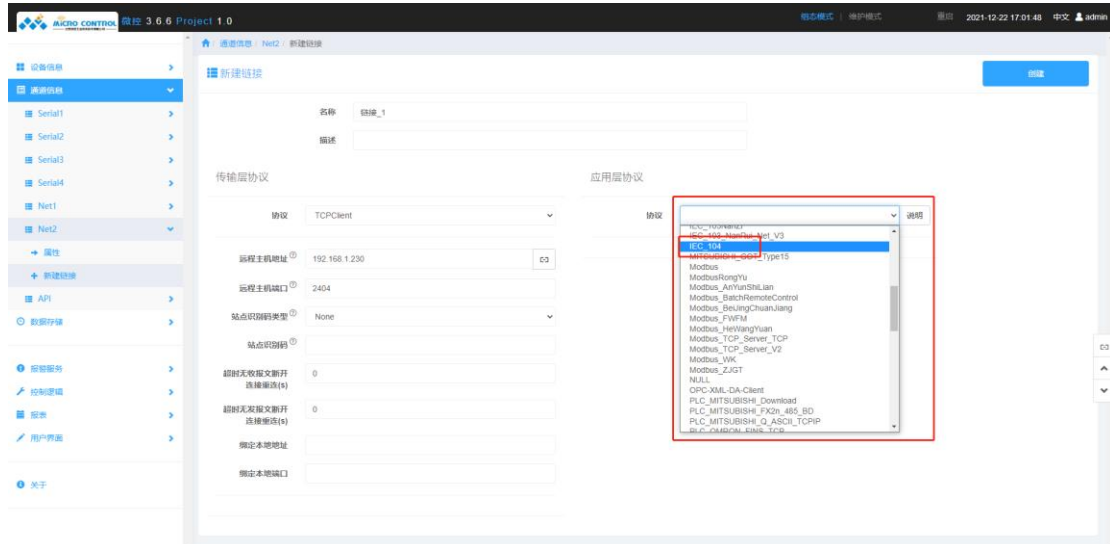 MICRO CONTROL 微控 3.6.6 Project 1.0
组态模式 | 维护模式 重启 2021-12-22 17:01:48 中文 admin
通道信息 / Net2 / 新建链接
设备信息
通道信息
Serial1
Serial2
Serial3
Serial4
Net1
Net2
属性
新建链接
API
数据存储
报警服务
控制逻辑
报表
用户界面
关于
新建链接
创建
名称 链接_1
描述
传输层协议
协议 TCPClient
远程主机地址 192.168.1.230
远程主机端口 2404
站点识别码类型 None
站点识别码
超时无收报文断开
连接重连(s) 0
超时无发报文断开
连接重连(s) 0
绑定本地地址
绑定本地端口
应用层协议
协议 说明
IEC_103_NanRui_Net_V3
IEC_104
MITSUBISHI_GOT_Type15
Modbus
ModbusRongYu
Modbus_AnYunShiLian
Modbus_BatchRemoteControl
Modbus_BeiJingChuanJiang
Modbus_FWFM
Modbus_HeWangYuan
Modbus_TCP_Server_TCP
Modbus_TCP_Server_V2
Modbus_WK
Modbus_ZJGT
NULL
OPC-XML-DA-Client
PLC_MITSUBISHI_Download
PLC_MITSUBISHI_FX2n_485_BD
PLC_MITSUBISHI_Q_ASCII_TCPIP
PLC_OMRON_FINS_TCP